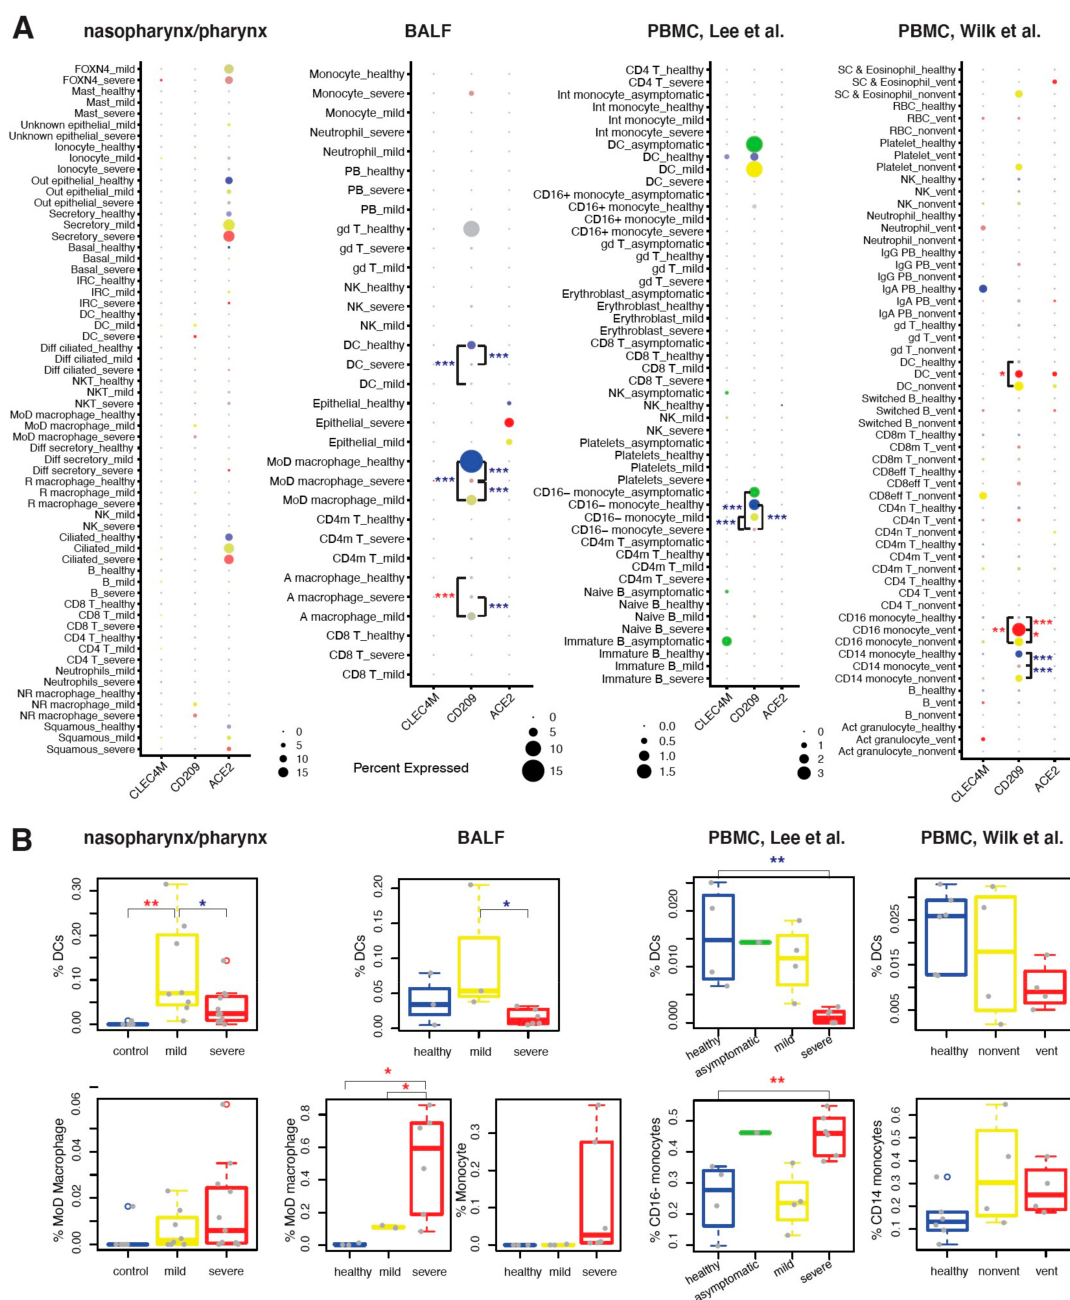 A
nasopharynx/pharynx
FOXN4_mild
FOXN4_severe
Mast_healthy
Mast_mild
Mast_severe
Unknown epithelial_mild
Unknown epithelial_severe
Ionocyte_healthy
Ionocyte_mild
Ionocyte_severe
Out epithelial_healthy
Out epithelial_mild
Out epithelial_severe
Secretory_healthy
Secretory_mild
Secretory_severe
Basal_healthy
Basal_mild
Basal_severe
IRC_healthy
IRC_mild
IRC_severe
DC_healthy
DC_mild
DC_severe
Diff ciliated_healthy
Diff ciliated_mild
Diff ciliated_severe
NKT_healthy
NKT_mild
NKT_severe
MoD macrophage_healthy
MoD macrophage_mild
MoD macrophage_severe
Diff secretory_healthy
Diff secretory_mild
Diff secretory_severe
R macrophage_healthy
R macrophage_mild
R macrophage_severe
NK_mild
NK_severe
Ciliated_healthy
Ciliated_mild
Ciliated_severe
B_healthy
B_mild
B_severe
CD8 T_healthy
CD8 T_mild
CD8 T_severe
CD4 T_healthy
CD4 T_mild
CD4 T_severe
Neutrophils_mild
Neutrophils_severe
NR macrophage_healthy
NR macrophage_mild
NR macrophage_severe
Squamous_healthy
Squamous_mild
Squamous_severe
CLEC4M
CD209
ACE2
0
5
10
15
BALF
Monocyte_healthy
Monocyte_severe
Monocyte_mild
Neutrophil_severe
Neutrophil_mild
PB_healthy
PB_severe
PB_mild
gd T_healthy
gd T_severe
gd T_mild
NK_healthy
NK_severe
NK_mild
DC_healthy
DC_severe
DC_mild
Epithelial_healthy
Epithelial_severe
Epithelial_mild
MoD macrophage_healthy
MoD macrophage_severe
MoD macrophage_mild
CD4m T_healthy
CD4m T_severe
CD4m T_mild
A macrophage_healthy
A macrophage_severe
A macrophage_mild
CD8 T_healthy
CD8 T_severe
CD8 T_mild
*** ***
*** *** ***
*** ***
CLEC4M
CD209
ACE2
Percent Expressed
0
5
10
15
PBMC, Lee et al.
CD4 T_healthy
CD4 T_severe
Int monocyte_asymptomatic
Int monocyte_healthy
Int monocyte_mild
Int monocyte_severe
DC_asymptomatic
DC_healthy
DC_mild
DC_severe
CD16+ monocyte_asymptomatic
CD16+ monocyte_healthy
CD16+ monocyte_mild
CD16+ monocyte_severe
gd T_asymptomatic
gd T_healthy
gd T_mild
gd T_severe
Erythroblast_asymptomatic
Erythroblast_healthy
Erythroblast_mild
Erythroblast_severe
CD8 T_asymptomatic
CD8 T_healthy
CD8 T_mild
CD8 T_severe
NK_asymptomatic
NK_healthy
NK_mild
NK_severe
Platelets_asymptomatic
Platelets_healthy
Platelets_mild
Platelets_severe
CD16− monocyte_asymptomatic
CD16− monocyte_healthy
CD16− monocyte_mild
CD16− monocyte_severe
CD4m T_asymptomatic
CD4m T_healthy
CD4m T_mild
CD4m T_severe
Naive B_asymptomatic
Naive B_healthy
Naive B_mild
Naive B_severe
Immature B_asymptomatic
Immature B_healthy
Immature B_mild
Immature B_severe
*** *** ***
CLEC4M
CD209
ACE2
0.0
0.5
1.0
1.5
PBMC, Wilk et al.
SC & Eosinophil_healthy
SC & Eosinophil_vent
SC & Eosinophil_nonvent
RBC_healthy
RBC_vent
RBC_nonvent
Platelet_healthy
Platelet_vent
Platelet_nonvent
NK_healthy
NK_vent
NK_nonvent
Neutrophil_healthy
Neutrophil_vent
Neutrophil_nonvent
IgG PB_healthy
IgG PB_vent
IgG PB_nonvent
IgA PB_healthy
IgA PB_vent
IgA PB_nonvent
gd T_healthy
gd T_vent
gd T_nonvent
DC_healthy
DC_vent
DC_nonvent
Switched B_healthy
Switched B_vent
Switched B_nonvent
CD8m T_healthy
CD8m T_vent
CD8m T_nonvent
CD8eff T_healthy
CD8eff T_vent
CD8eff T_nonvent
CD4n T_healthy
CD4n T_vent
CD4n T_nonvent
CD4m T_healthy
CD4m T_vent
CD4m T_nonvent
CD4 T_healthy
CD4 T_vent
CD4 T_nonvent
CD16 monocyte_healthy
CD16 monocyte_vent
CD16 monocyte_nonvent
CD14 monocyte_healthy
CD14 monocyte_vent
CD14 monocyte_nonvent
B_healthy
B_vent
B_nonvent
Act granulocyte_healthy
Act granulocyte_vent
Act granulocyte_nonvent
*
*** ** *
***
***
CLEC4M
CD209
ACE2
0
1
2
3
B
nasopharynx/pharynx
% DCs
0.30
0.20
0.10
0.00
** *
control mild severe
BALF
% DCs
0.20
0.15
0.10
0.05
0.00
*
healthy mild severe
PBMC, Lee et al.
% DCs
0.020
0.010
0.000
**
healthy
asymptomatic
mild
severe
PBMC, Wilk et al.
% DCs
0.025
0.015
0.005
healthy nonvent vent
% MoD Macrophage
0.06
0.04
0.02
0.00
control mild severe
% MoD macrophage
0.8
0.6
0.4
0.2
0.0
*
*
healthy mild severe
% Monocyte
0.3
0.2
0.1
0.0
healthy mild severe
% CD16- monocytes
0.5
0.4
0.3
0.2
0.1
**
healthy
asymptomatic
mild
severe
% CD14 monocytes
0.6
0.5
0.4
0.3
0.2
0.1
healthy nonvent vent